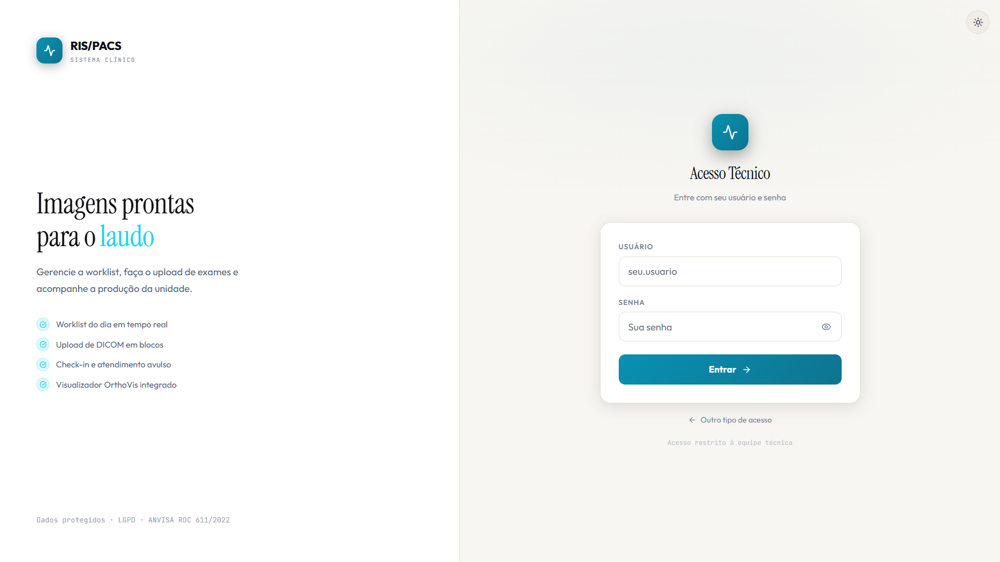 RIS/PACS
SISTEMA CLÍNICO
Imagens prontas
para o laudo
Gerencie a worklist, faça o upload de exames e
acompanhe a produção da unidade.
Worklist do dia em tempo real
Upload de DICOM em blocos
Check-in e atendimento avulso
Visualizador OrthoVis integrado
Dados protegidos · LGPD · ANVISA RDC 611/2022
Acesso Técnico
Entre com seu usuário e senha
USUÁRIO
seu.usuario
SENHA
Sua senha
Entrar →
← Outro tipo de acesso
Acesso restrito à equipe técnica